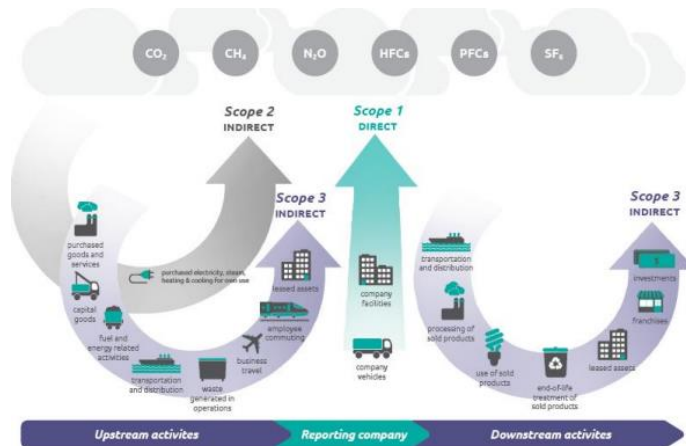 CO₂
CH₄
N₂O
HFCs
PFCs
SF₆
Scope 2
INDIRECT
Scope 1
DIRECT
Scope 3
INDIRECT
Scope 3
INDIRECT
purchased
goods and
services
capital
goods
fuel and
energy related
activities
transportation
and distribution
waste
generated in
operations
business
travel
employee
commuting
leased assets
purchased electricity, steam,
heating & cooling for own use
company
facilities
company
vehicles
transportation
and distribution
processing of
sold products
use of sold
products
end-of-life
treatment of
sold products
leased assets
franchises
investments
Upstream activites
Reporting company
Downstream activites